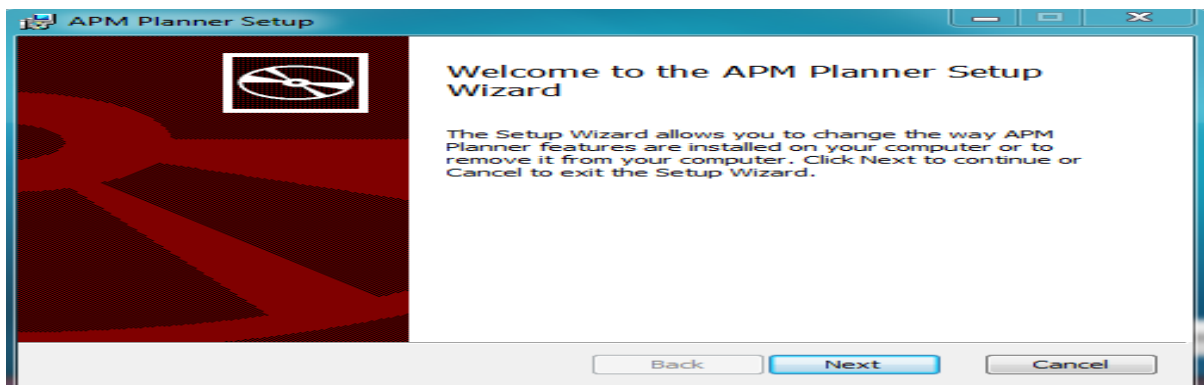 APM Planner Setup
Welcome to the APM Planner Setup
Wizard
The Setup Wizard allows you to change the way APM
Planner features are installed on your computer or to
remove it from your computer. Click Next to continue or
Cancel to exit the Setup Wizard.
Back Next Cancel